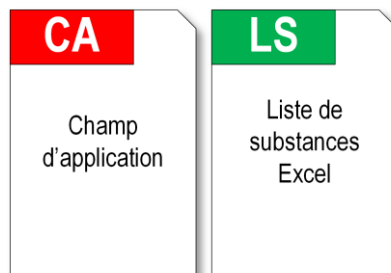 CA
Champ
d’application
LS
Liste de
substances
Excel